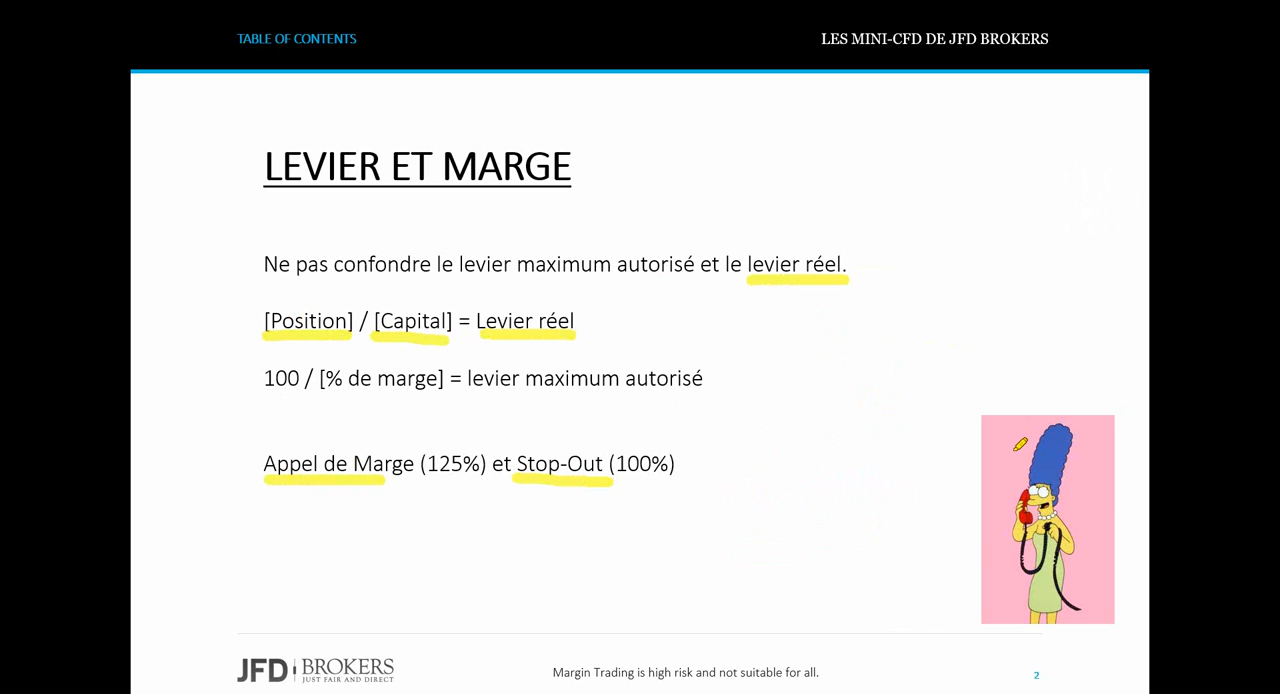 TABLE OF CONTENTS
LES MINI-CFD DE JFD BROKERS
LEVIER ET MARGE
Ne pas confondre le levier maximum autorisé et le levier réel.
[Position] / [Capital] = Levier réel
100 / [% de marge] = levier maximum autorisé
Appel de Marge (125%) et Stop-Out (100%)
JFD BROKERS
JUST FAIR AND DIRECT
Margin Trading is high risk and not suitable for all.
2